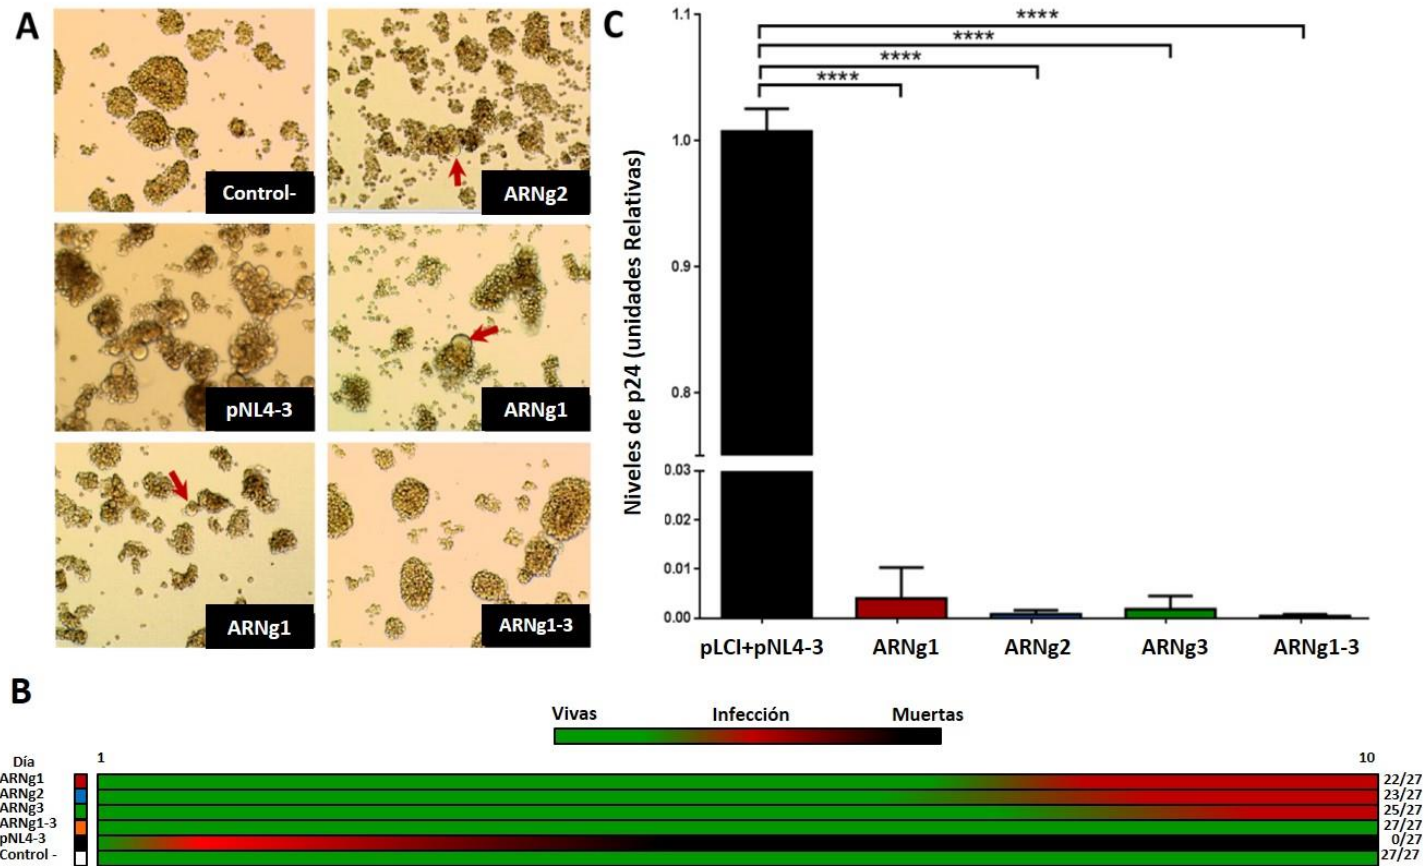 A
Control-
ARNg2
pNL4-3
ARNg1
ARNg1
ARNg1-3
C
Niveles de p24 (unidades Relativas)
1.1
1.0
0.9
0.8
0.03
0.02
0.01
0.00
****
****
****
****
pLCI+pNL4-3 ARNg1 ARNg2 ARNg3 ARNg1-3
B
Vivas Infección Muertas
Día 1 10
ARNg1 22/27
ARNg2 23/27
ARNg3 25/27
ARNg1-3 27/27
pNL4-3 0/27
Control - 27/27